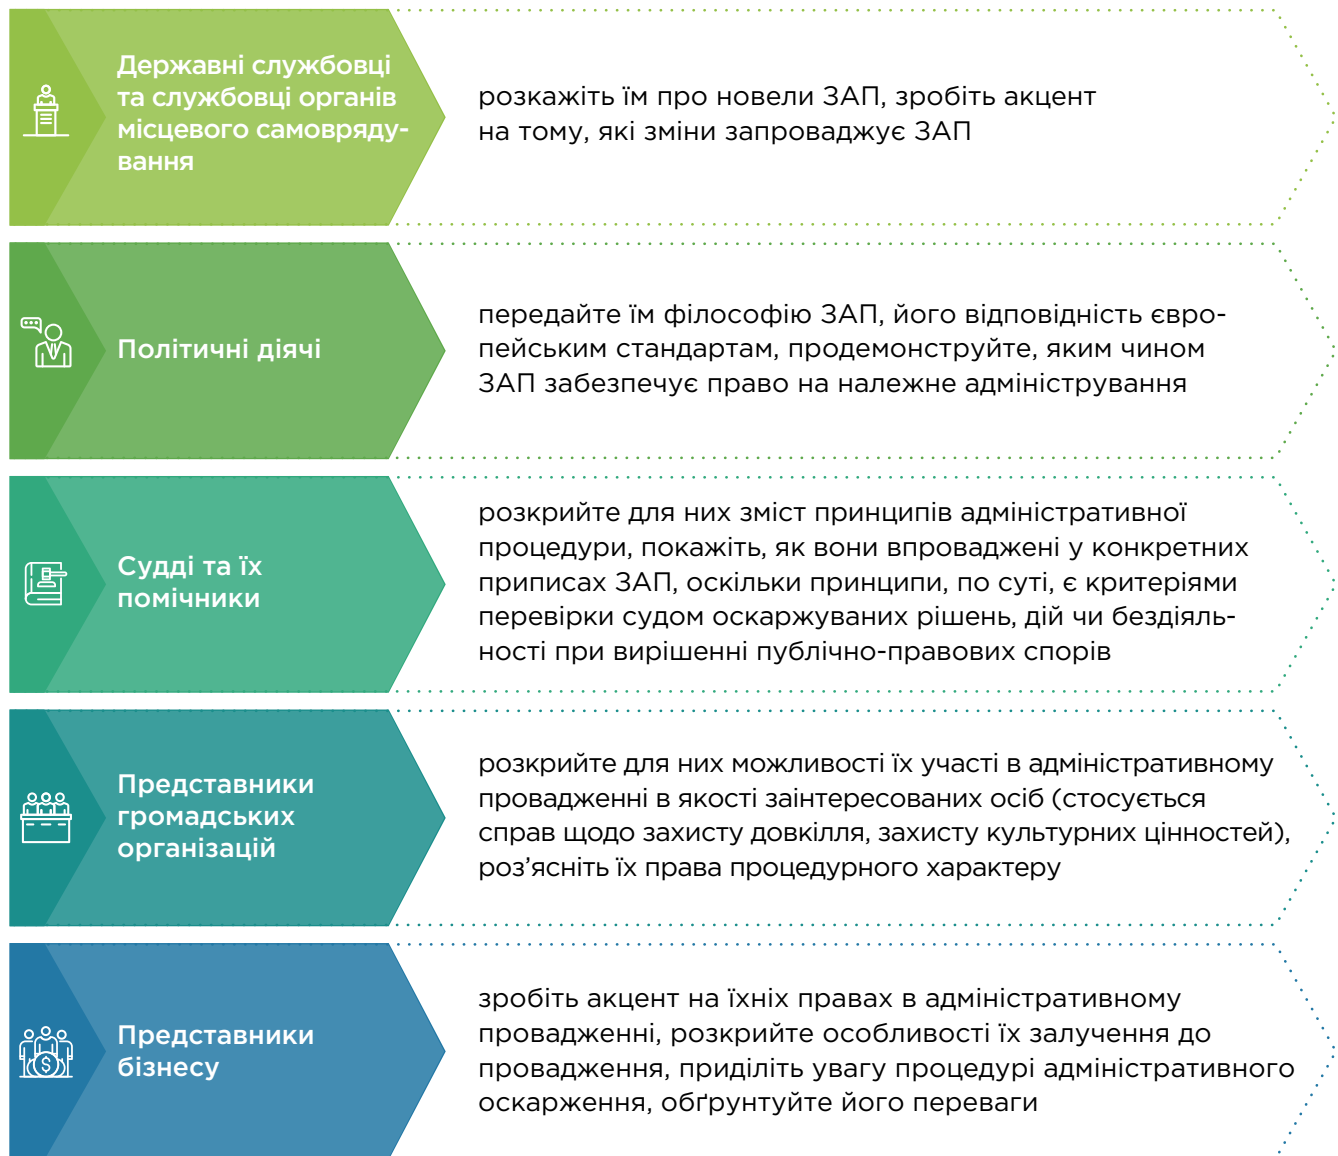 Державні службовці
та службовці органів
місцевого самовряду-
вання
розкажіть їм про новели ЗАП, зробіть акцент
на тому, які зміни запроваджує ЗАП
Політичні діячі
передайте їм філософію ЗАП, його відповідність євро-
пейським стандартам, продемонструйте, яким чином
ЗАП забезпечує право на належне адміністрування
Судді та їх
помічники
розкрийте для них зміст принципів адміністративної
процедури, покажіть, як вони впроваджені у конкретних
приписах ЗАП, оскільки принципи, по суті, є критеріями
перевірки судом оскаржуваних рішень, дій чи бездіяль-
ності при вирішенні публічно-правових спорів
Представники
громадських
організацій
розкрийте для них можливості їх участі в адміністративному
провадженні в якості заінтересованих осіб (стосується
справ щодо захисту довкілля, захисту культурних цінностей),
роз’ясніть їх права процедурного характеру
Представники
бізнесу
зробіть акцент на їхніх правах в адміністративному
провадженні, розкрийте особливості їх залучення до
провадження, приділіть увагу процедурі адміністративного
оскарження, обґрунтуйте його переваги